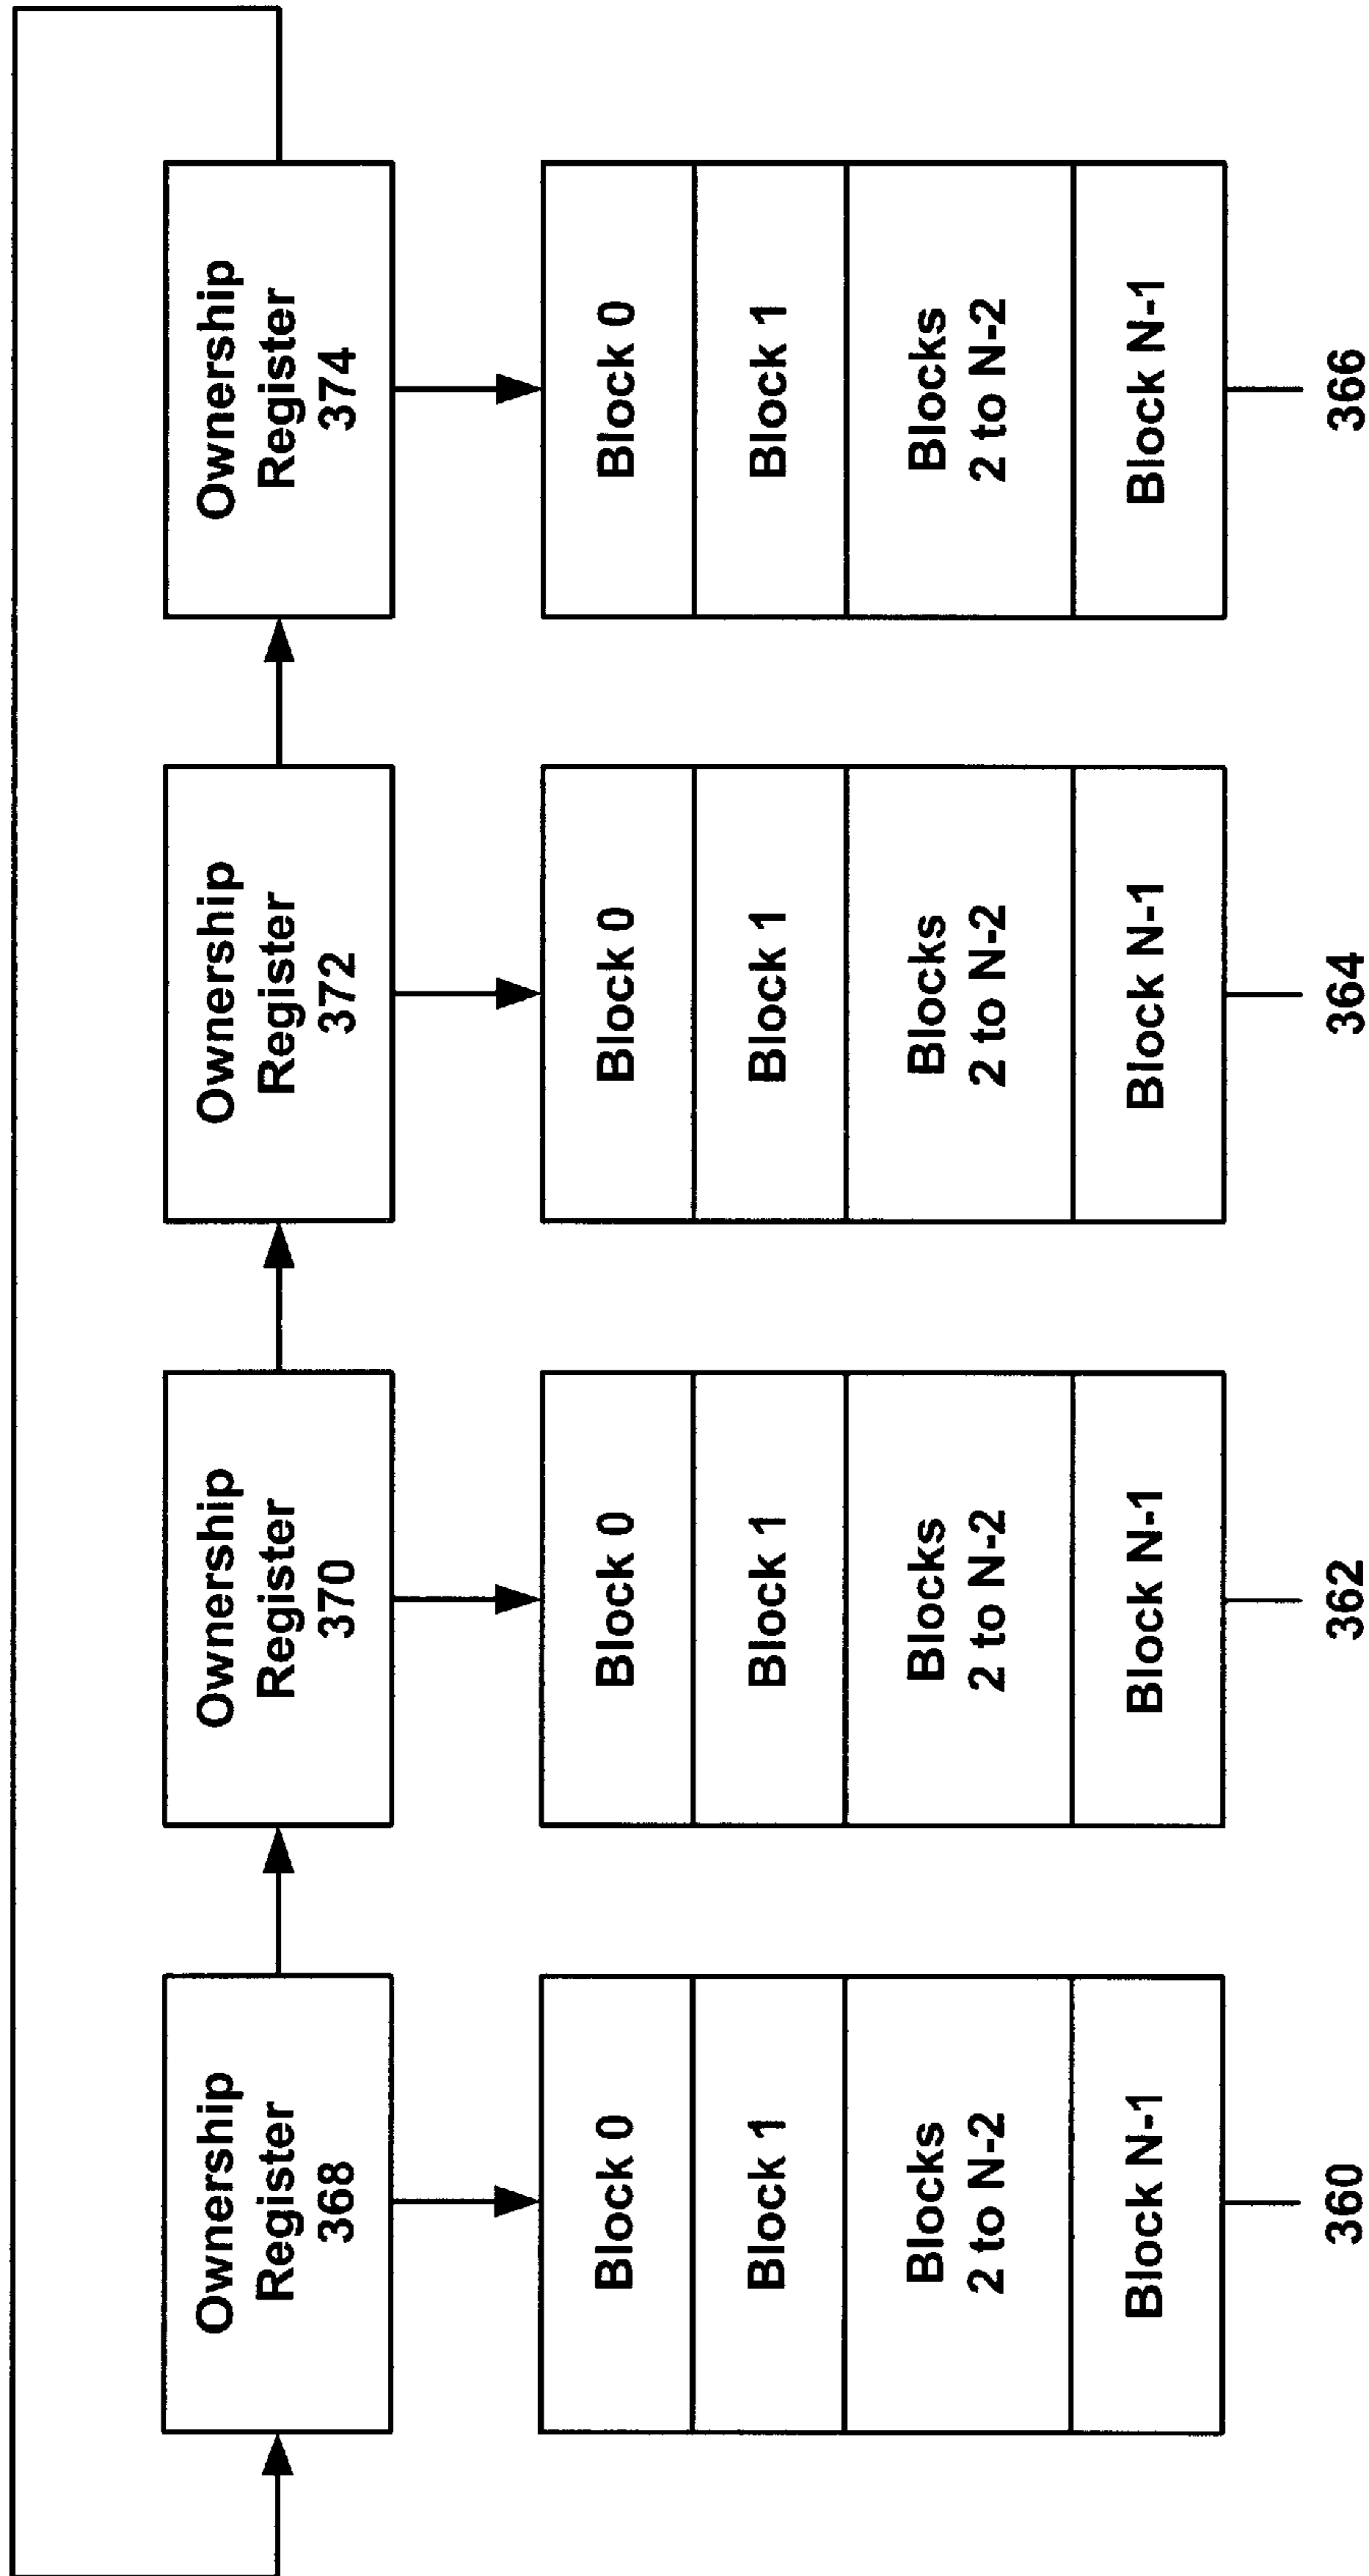 Ownership
Register
368
Ownership
Register
370
Ownership
Register
372
Ownership
Register
374
Block 0
Block 1
Blocks
2 to N-2
Block N-1
360
Block 0
Block 1
Blocks
2 to N-2
Block N-1
362
Block 0
Block 1
Blocks
2 to N-2
Block N-1
364
Block 0
Block 1
Blocks
2 to N-2
Block N-1
366